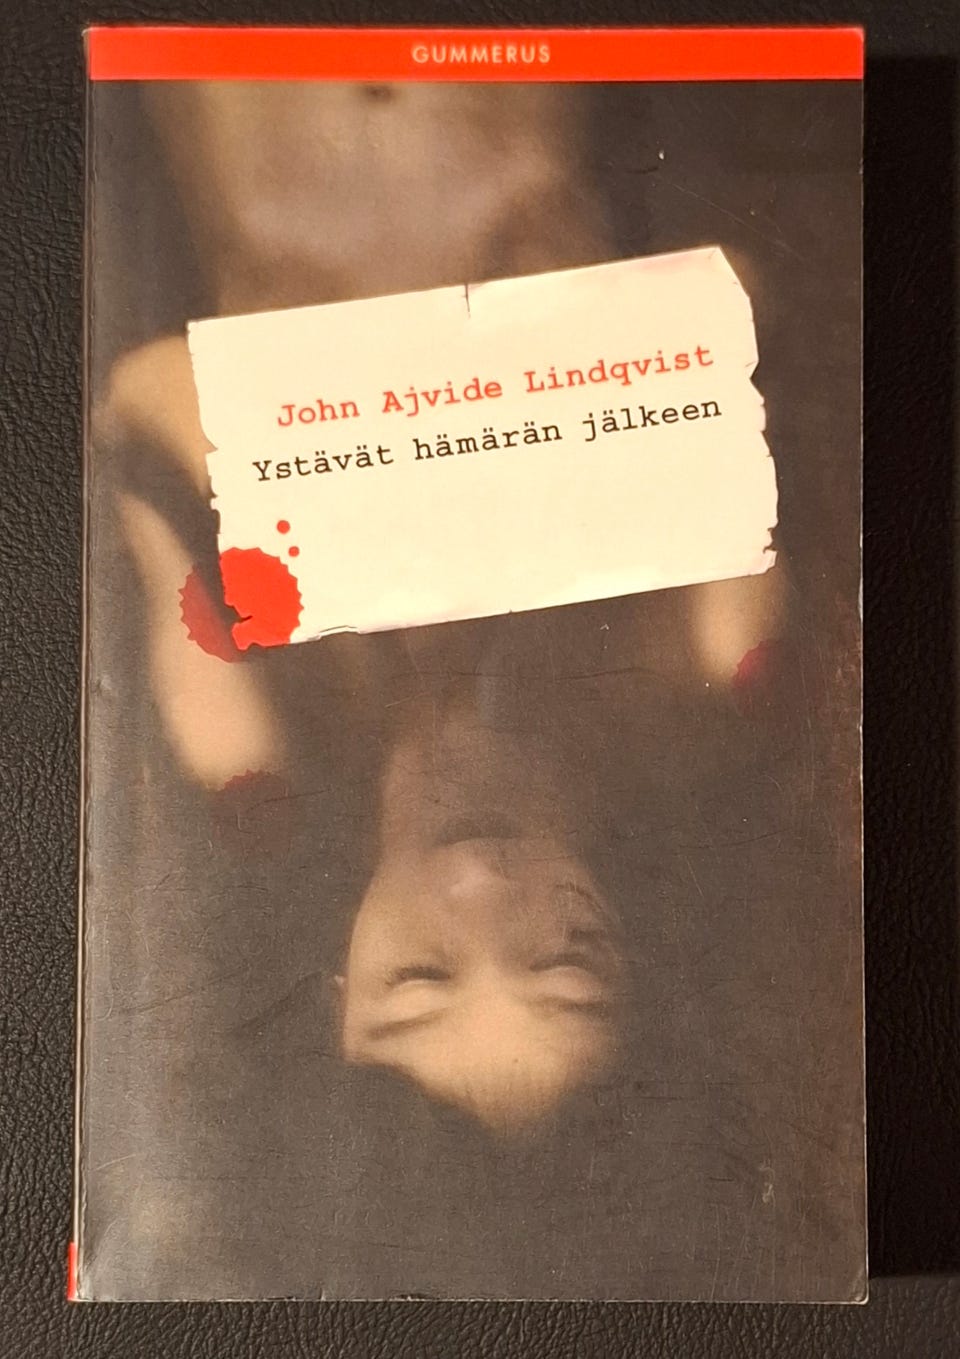 GUMMERUS
John Ajvide Lindqvist
Ystävät hämärän jälkeen